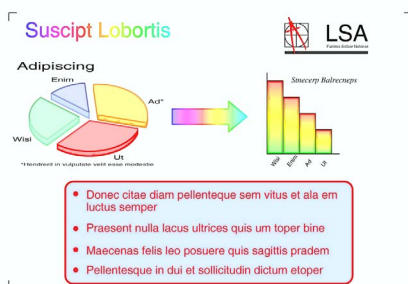 Suscipt Lobortis
LSA
Adipiscing
Enim
Ad*
Wisi
Ut
*Hendrerit in vulputate velit esse modestie
Smecerp Balrecneps
Wisi
Enim
Ad
Ut
Donec citae diam pellenteque sem vitus et ala em
luctus semper
Praesent nulla lacus ultrices quis um toper bine
Maecenas felis leo posuere quis sagittis pradem
Pellentesque in dui et sollicitudin dictum etoper